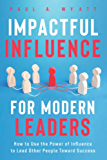 PAUL A. WYATT
IMPACTFUL
INFLUENCE
FOR MODERN
LEADERS
How to Use the Power of Influence
to Lead Other People Toward Success